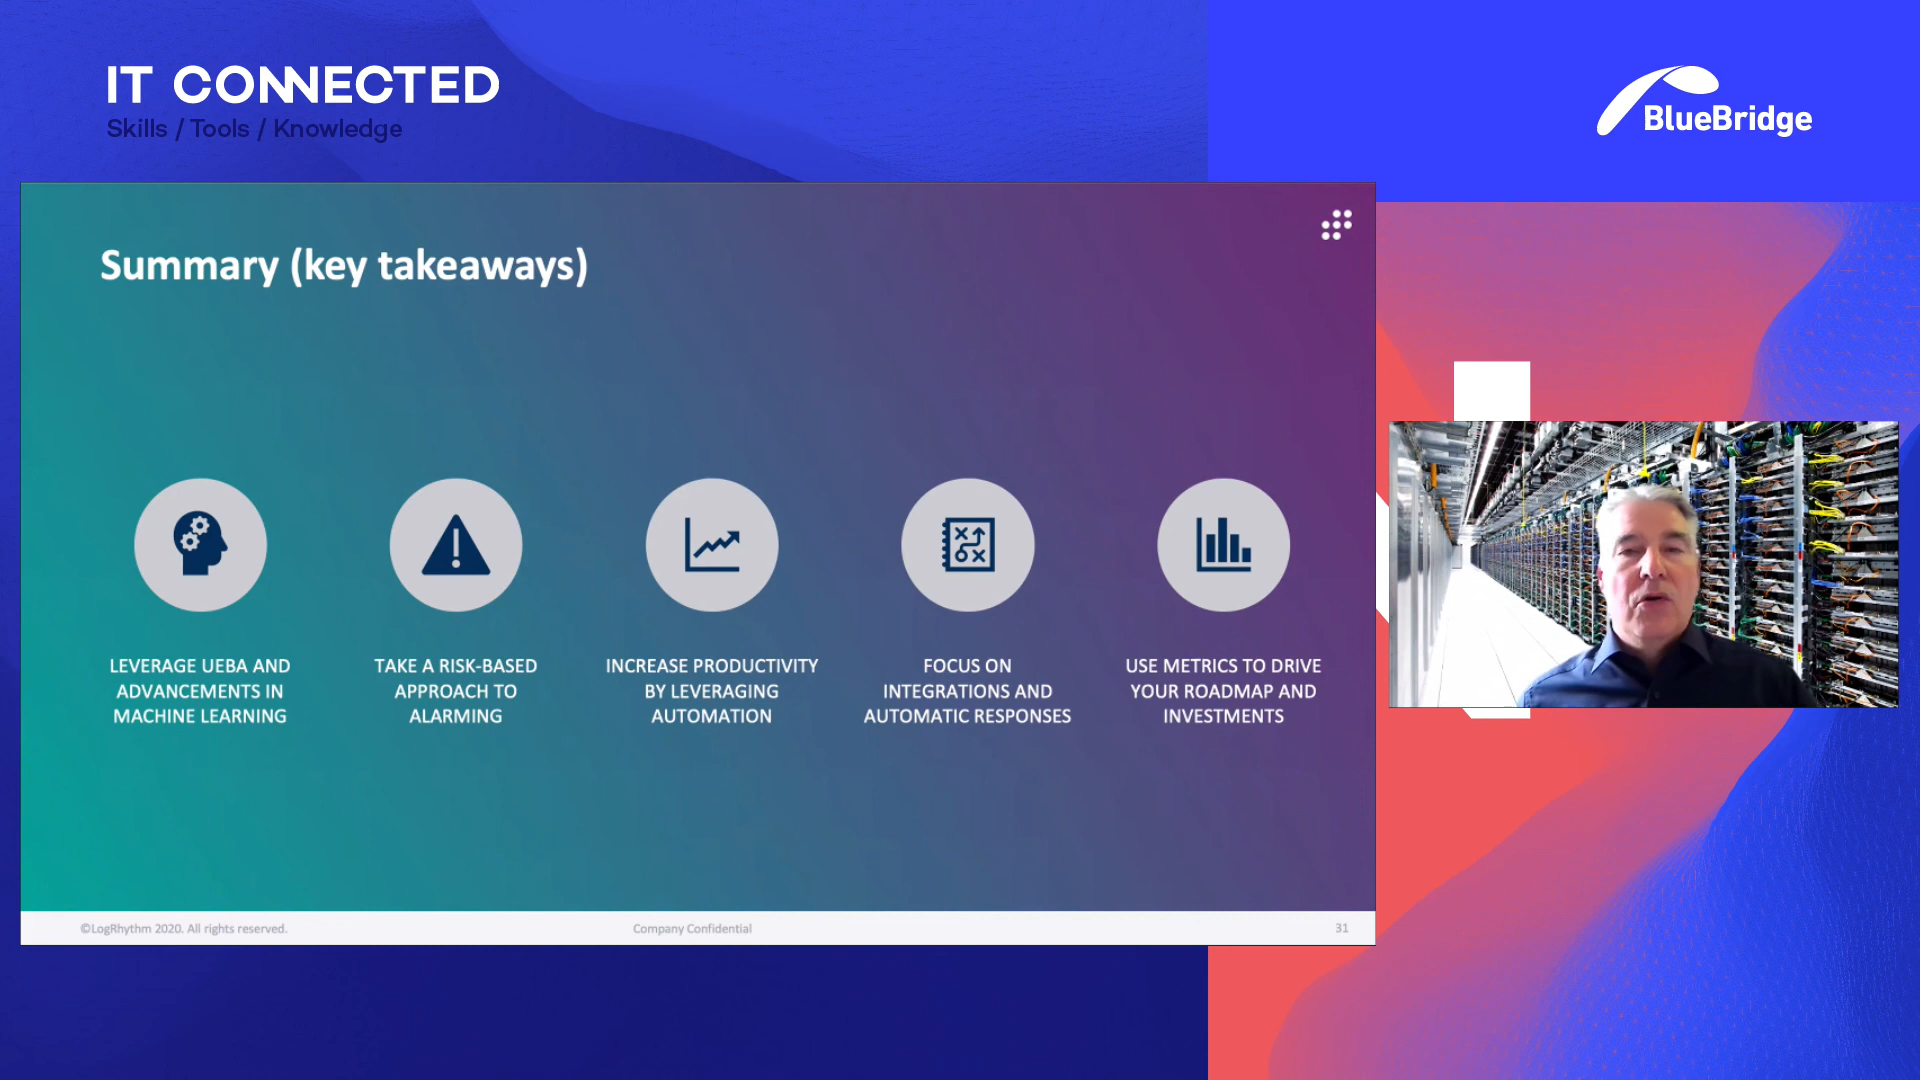 IT CONNECTED
Skills / Tools / Knowledge
BlueBridge
Summary (key takeaways)
LEVERAGE UEBA AND
ADVANCEMENTS IN
MACHINE LEARNING
TAKE A RISK-BASED
APPROACH TO
ALARMING
INCREASE PRODUCTIVITY
BY LEVERAGING
AUTOMATION
FOCUS ON
INTEGRATIONS AND
AUTOMATIC RESPONSES
USE METRICS TO DRIVE
YOUR ROADMAP AND
INVESTMENTS
©LogRhythm 2020. All rights reserved.
Company Confidential
31